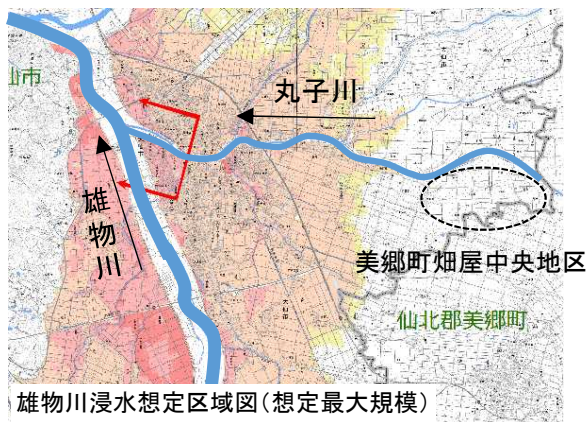 山市
丸子川
雄物川
美郷町畑屋中央地区
仙北郡美郷町
雄物川浸水想定区域図(想定最大規模)